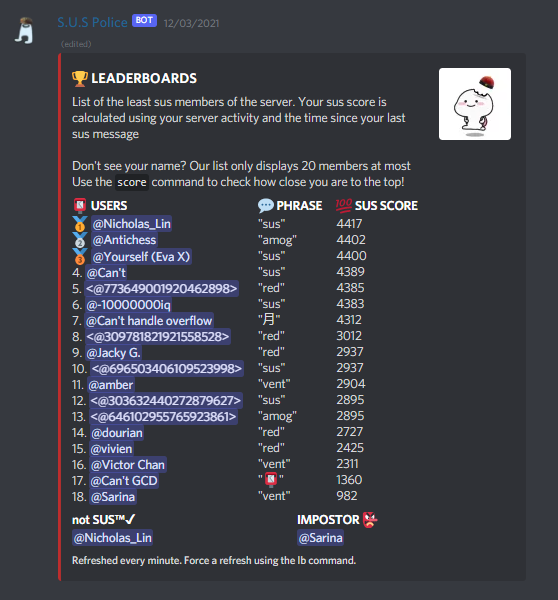 S.U.S Police BOT 12/03/2021
(edited)
🏆 LEADERBOARDS
List of the least sus members of the server. Your sus score is
calculated using your server activity and the time since your last
sus message
Don't see your name? Our list only displays 20 members at most
Use the score command to check how close you are to the top!
USERS 💬 PHRASE 💯 SUS SCORE
🥇 @Nicholas_Lin "sus" 4417
🥈 @Antichess "amog" 4402
🥉 @Yourself (Eva X) "sus" 4400
4. @Can't "sus" 4389
5. <@773649001920462898> "red" 4385
6. @-10000000iq "sus" 4383
7. @Can't handle overflow "月" 4312
8. <@309781821921558528> "red" 3012
9. @Jacky G. "red" 2937
10. <@696503406109523998> "sus" 2937
11. @amber "vent" 2904
12. <@303632440272879627> "sus" 2895
13. <@646102955765923861> "amog" 2895
14. @dourian "red" 2727
15. @vivien "red" 2425
16. @Victor Chan "vent" 2311
17. @Can't GCD "📮" 1360
18. @Sarina "vent" 982
not SUS™✓ IMPOSTOR 👺
@Nicholas_Lin @Sarina
Refreshed every minute. Force a refresh using the lb command.